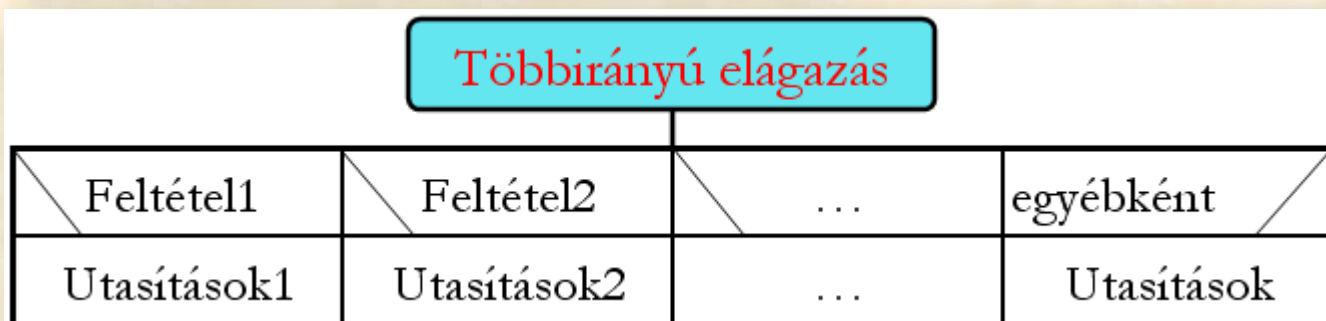 Többirányú elágazás
Feltétel1 Feltétel2 ... egyébként
Utasítások1 Utasítások2 ... Utasítások